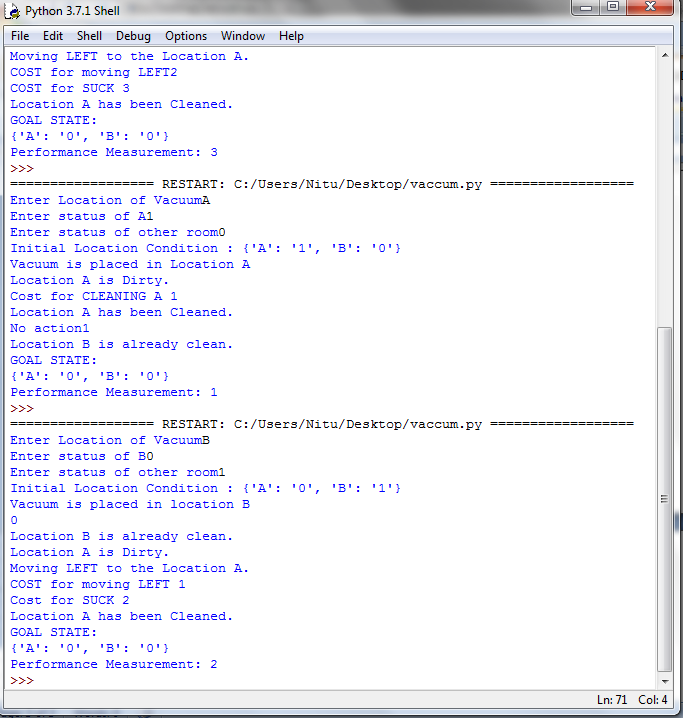 Python 3.7.1 Shell
File Edit Shell Debug Options Window Help
Moving LEFT to the Location A.
COST for moving LEFT2
COST for SUCK 3
Location A has been Cleaned.
GOAL STATE:
{'A': '0', 'B': '0'}
Performance Measurement: 3
>>>
================== RESTART: C:/Users/Nitu/Desktop/vaccum.py ==================
Enter Location of VacuumA
Enter status of A1
Enter status of other room0
Initial Location Condition : {'A': '1', 'B': '0'}
Vacuum is placed in Location A
Location A is Dirty.
Cost for CLEANING A 1
Location A has been Cleaned.
No action1
Location B is already clean.
GOAL STATE:
{'A': '0', 'B': '0'}
Performance Measurement: 1
>>>
================== RESTART: C:/Users/Nitu/Desktop/vaccum.py ==================
Enter Location of VacuumB
Enter status of B0
Enter status of other room1
Initial Location Condition : {'A': '0', 'B': '1'}
Vacuum is placed in location B
0
Location B is already clean.
Location A is Dirty.
Moving LEFT to the Location A.
COST for moving LEFT 1
Cost for SUCK 2
Location A has been Cleaned.
GOAL STATE:
{'A': '0', 'B': '0'}
Performance Measurement: 2
>>>
Ln: 71 Col: 4